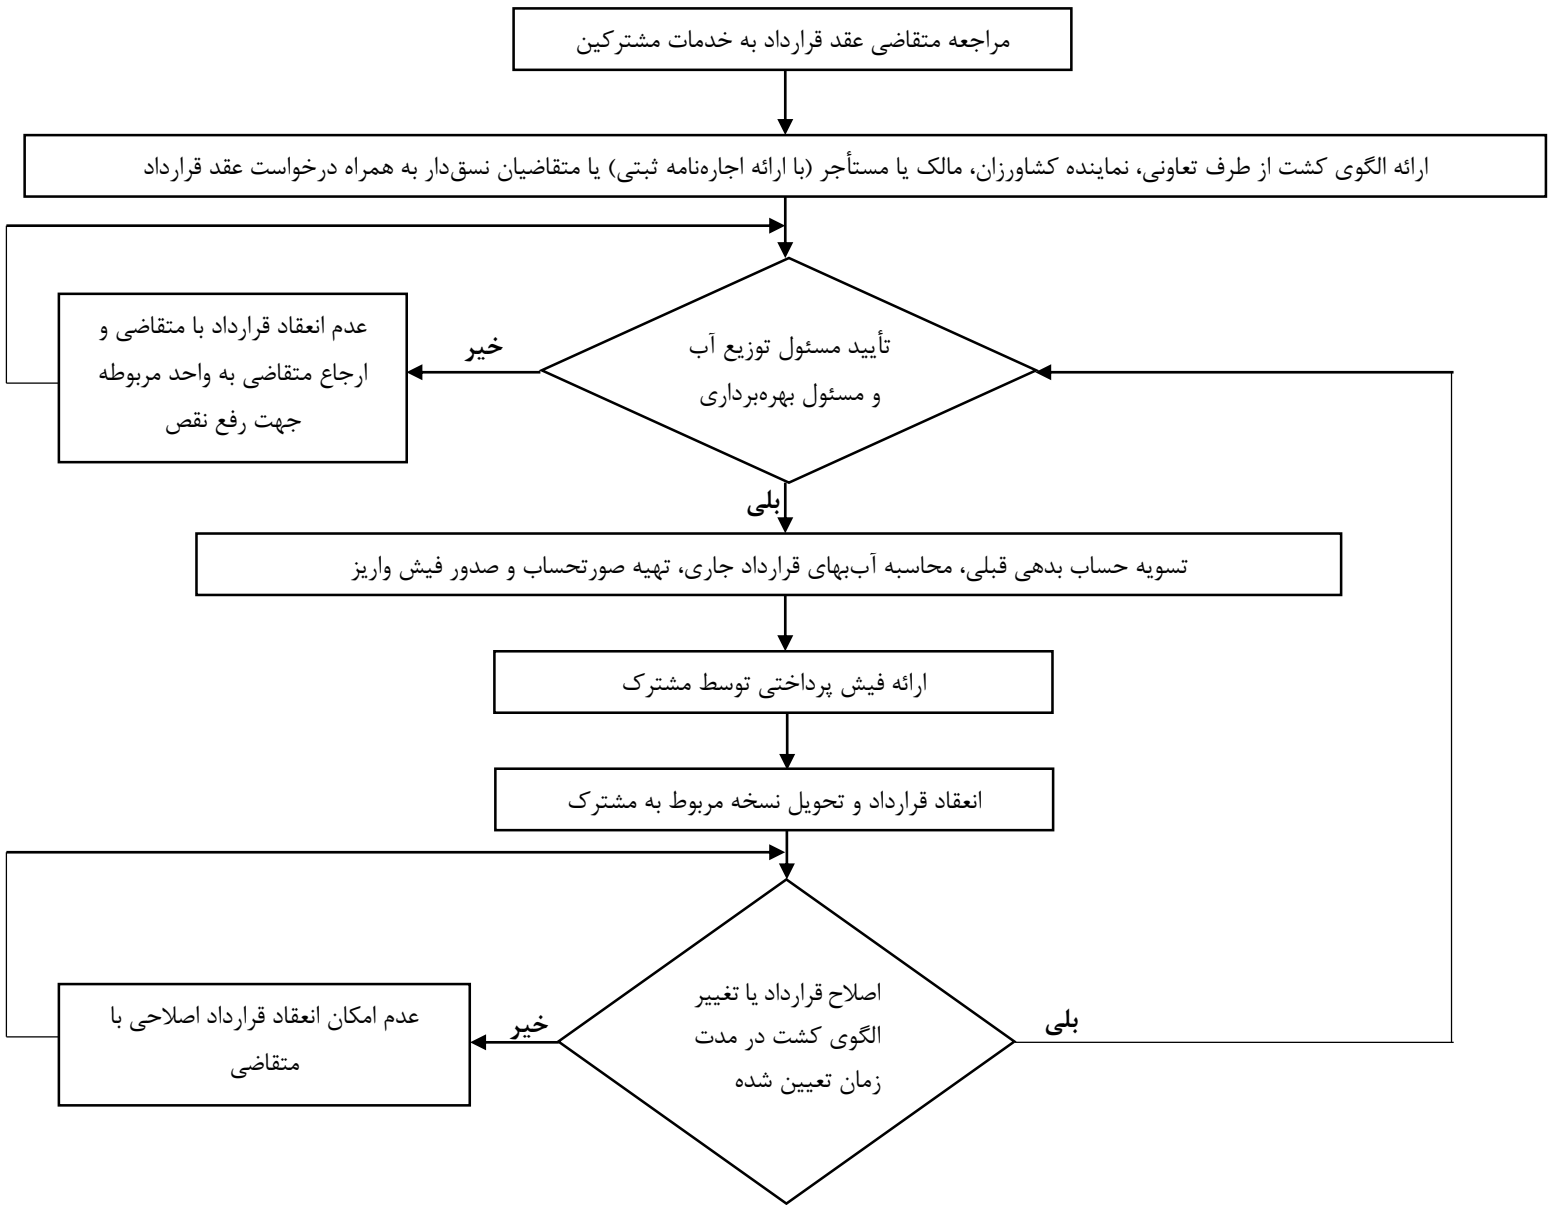 مراجعه متقاضی عقد قرارداد به خدمات مشترکین
ارائه الگوی کشت از طرف تعاونی، نماینده کشاورزان، مالک یا مستأجر (با ارائه اجاره‌نامه ثبتی) یا متقاضیان نسق‌دار به همراه درخواست عقد قرارداد
تأیید مسئول توزیع آب
و مسئول بهره‌برداری
خیر
عدم انعقاد قرارداد با متقاضی و
ارجاع متقاضی به واحد مربوطه
جهت رفع نقص
بلی
تسویه حساب بدهی قبلی، محاسبه آب‌بهای قرارداد جاری، تهیه صورتحساب و صدور فیش واریز
ارائه فیش پرداختی توسط مشترک
انعقاد قرارداد و تحویل نسخه مربوط به مشترک
اصلاح قرارداد یا تغییر
الگوی کشت در مدت
زمان تعیین شده
بلی
خیر
عدم امکان انعقاد قرارداد اصلاحی با
متقاضی